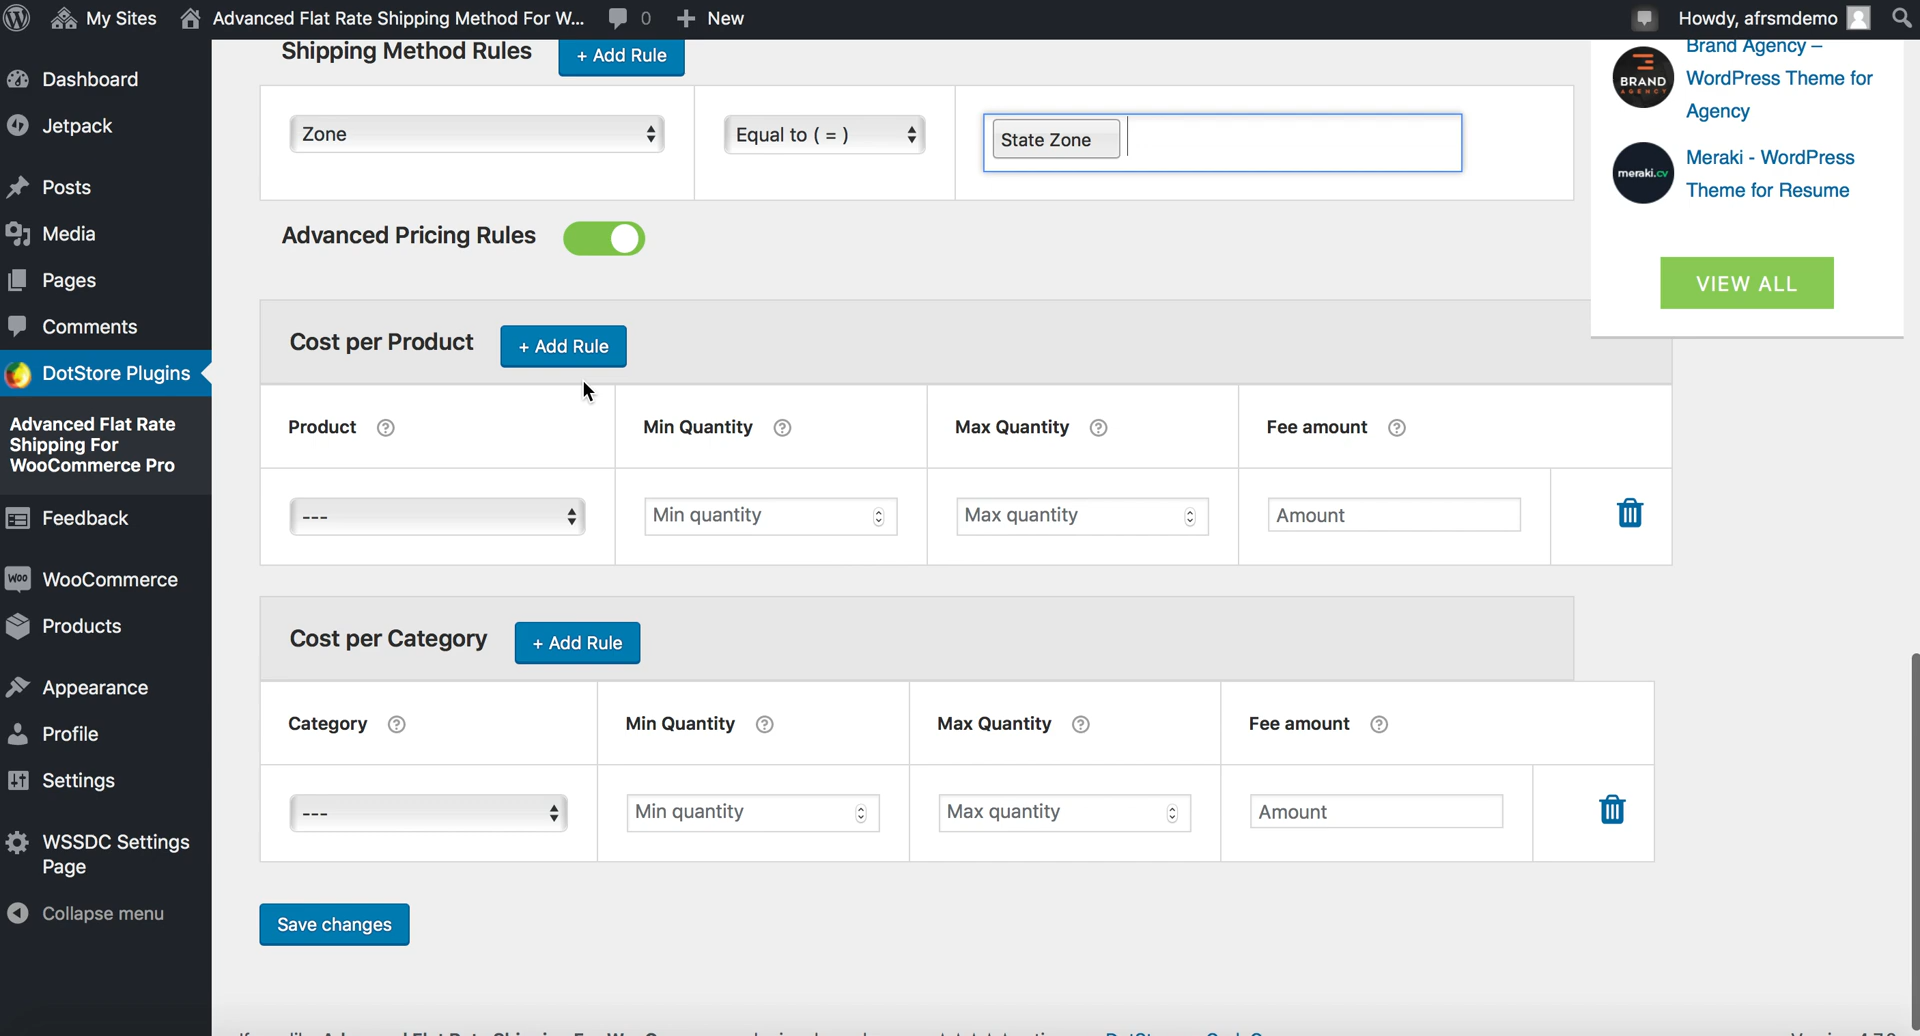 My Sites Advanced Flat Rate Shipping Method For W... 0 + New Howdy, afrsmdemo
Dashboard
Jetpack
Posts
Media
Pages
Comments
DotStore Plugins
Advanced Flat Rate
Shipping For
WooCommerce Pro
Feedback
WooCommerce
Products
Appearance
Profile
Settings
WSSDC Settings
Page
Collapse menu
Shipping Method Rules + Add Rule
Zone Equal to ( = ) State Zone
Advanced Pricing Rules
Cost per Product + Add Rule
Product Min Quantity Max Quantity Fee amount
--- Min quantity Max quantity Amount
Cost per Category + Add Rule
Category Min Quantity Max Quantity Fee amount
--- Min quantity Max quantity Amount
Save changes
BRAND
AGENCY
Brand Agency –
WordPress Theme for
Agency
meraki.cv
Meraki - WordPress
Theme for Resume
VIEW ALL